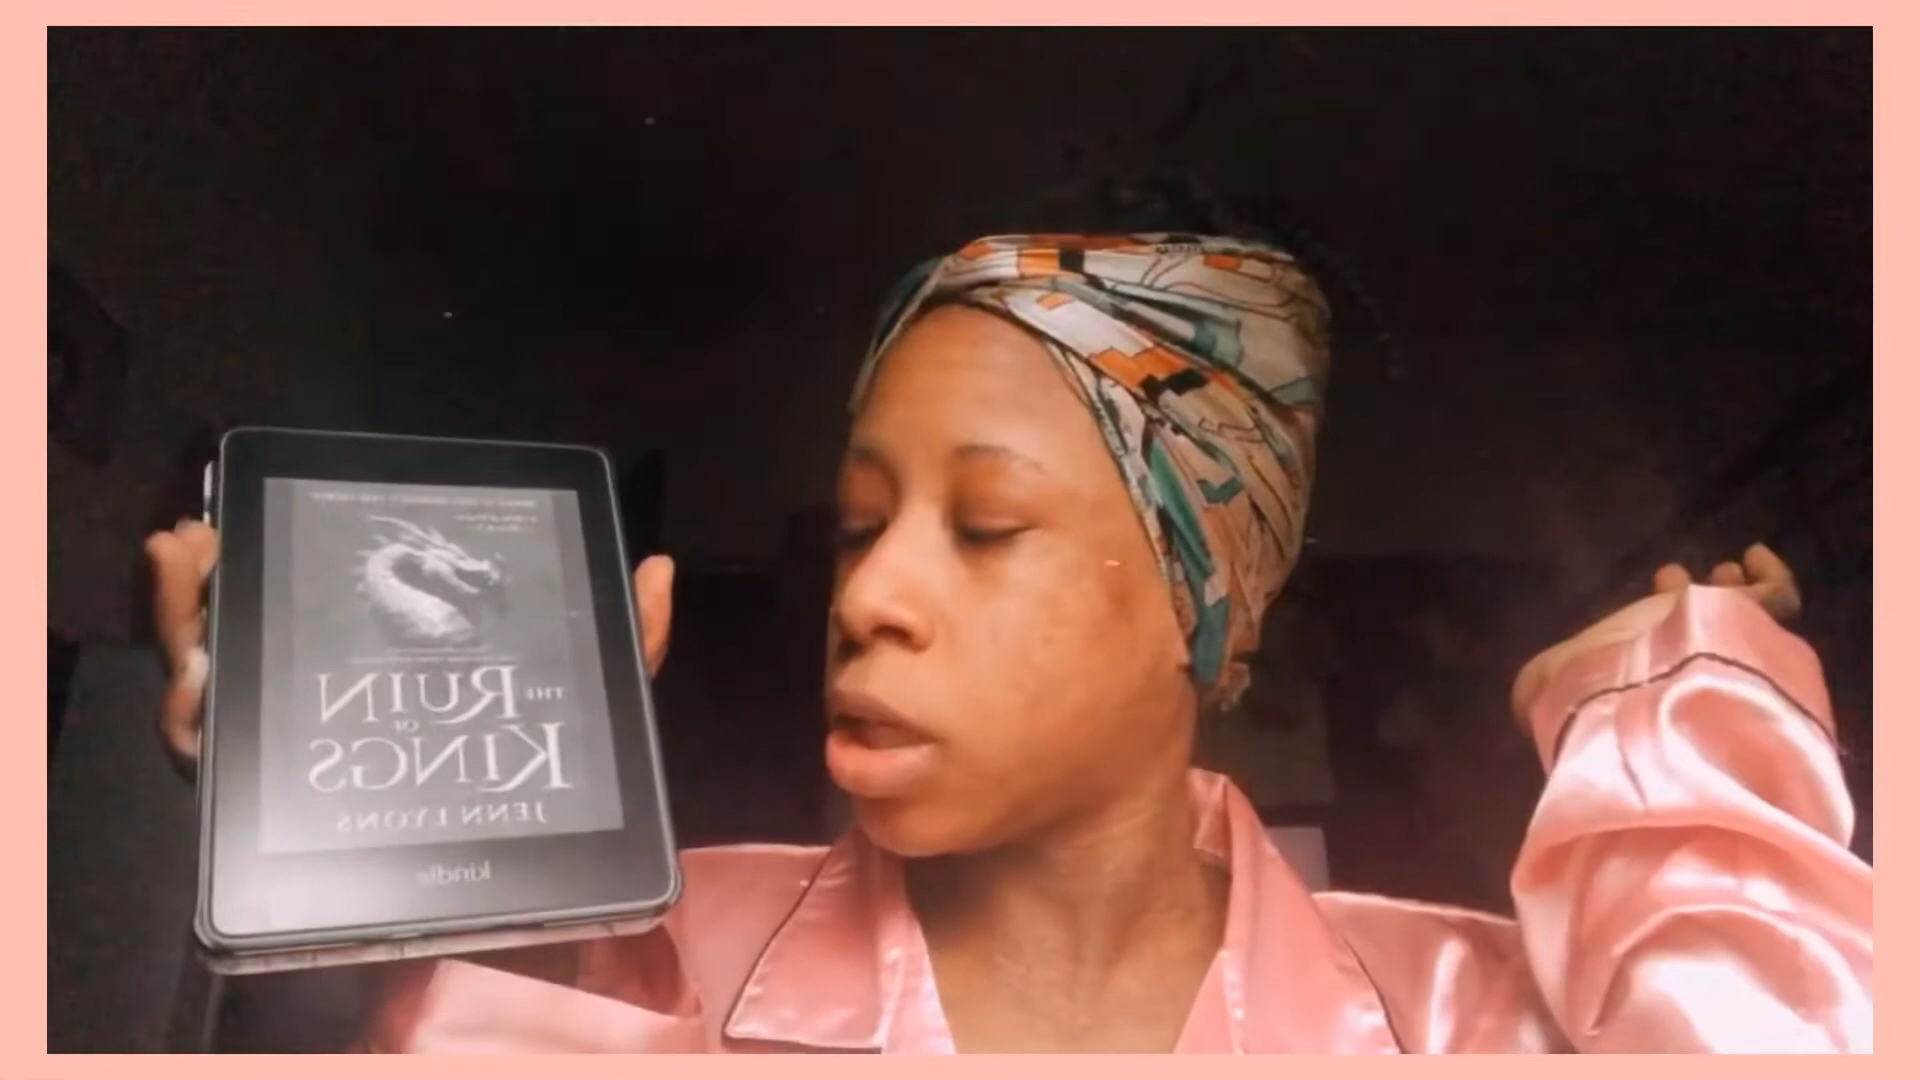 THE RUIN
OF
KINGS
JENN LYONS
kindle